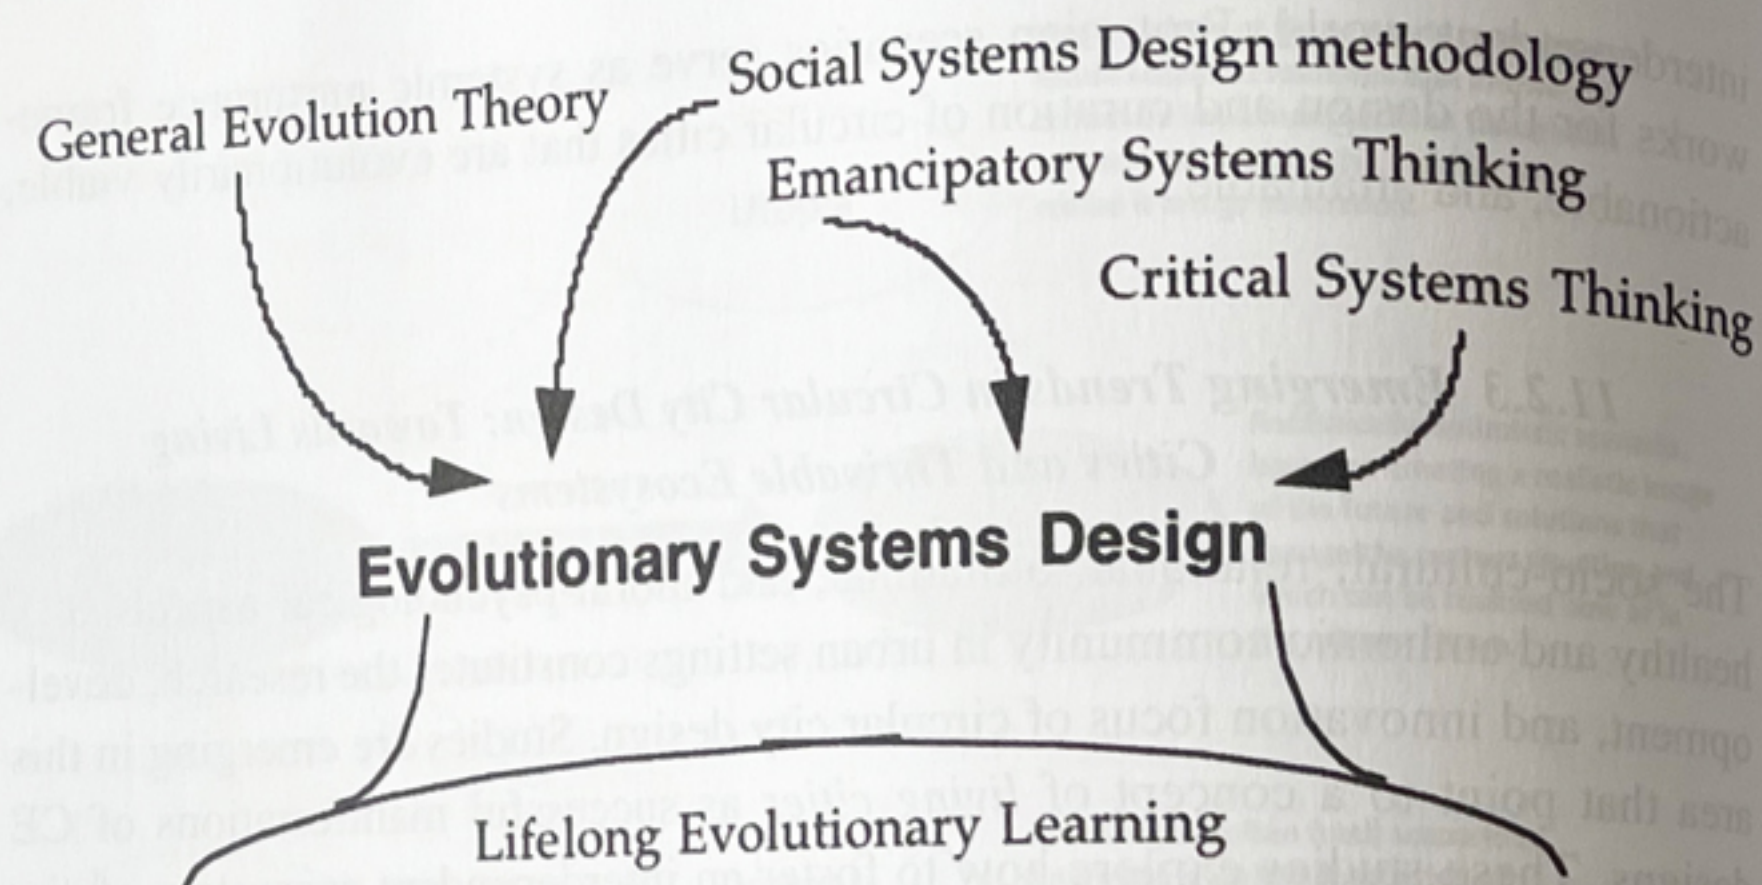 Social Systems Design methodology
General Evolution Theory
Emancipatory Systems Thinking
Critical Systems Thinking
Evolutionary Systems Design
Lifelong Evolutionary Learning